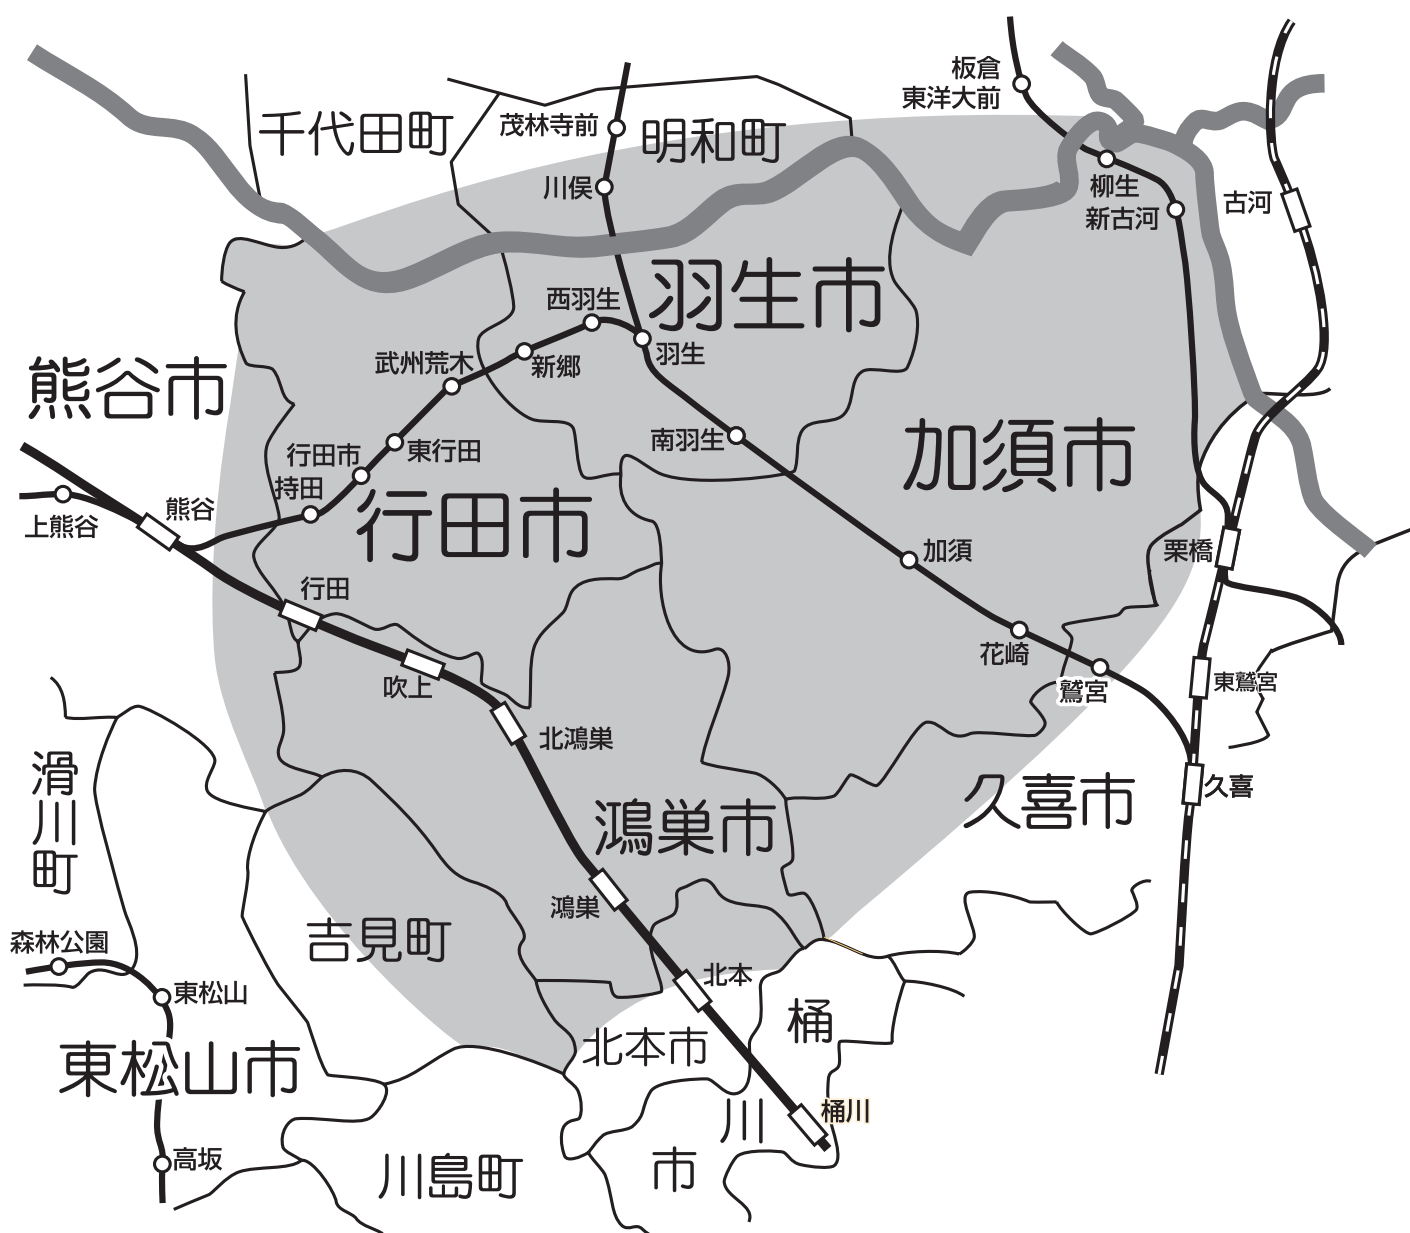 板倉
東洋大前
千代田町
茂林寺前
明和町
川俣
柳生
新古河
古河
西羽生
羽生市
羽生
武州荒木
新郷
熊谷市
南羽生
加須市
行田市
東行田
持田
行田市
熊谷
上熊谷
栗橋
加須
行田
花崎
吹上
鷲宮
東鷲宮
北鴻巣
滑川町
久喜
久喜市
鴻巣市
鴻巣
吉見町
森林公園
北本
東松山
桶川市
北本市
東松山市
桶川
高坂
川島町